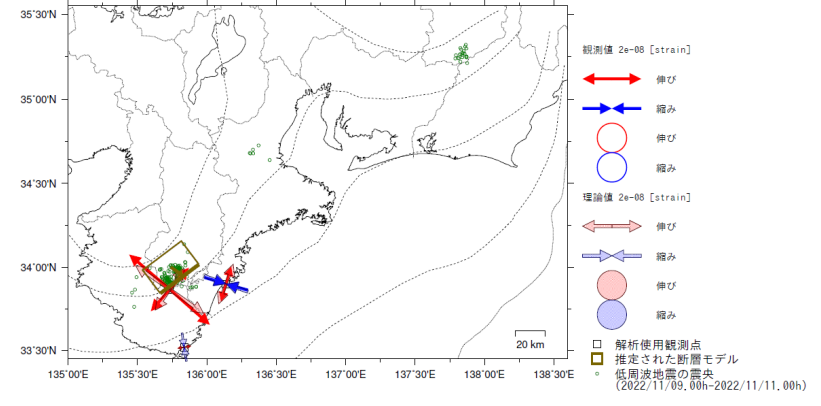 35˚30'N
35˚00'N
34˚30'N
34˚00'N
33˚30'N
135˚00'E 135˚30'E 136˚00'E 136˚30'E 137˚00'E 137˚30'E 138˚00'E 138˚30'E
20 km
観測値 2e-08 [strain]
伸び
縮み
伸び
縮み
理論値 2e-08 [strain]
伸び
縮み
伸び
縮み
解析使用観測点
推定された断層モデル
低周波地震の震央
(2022/11/09.00h-2022/11/11.00h)